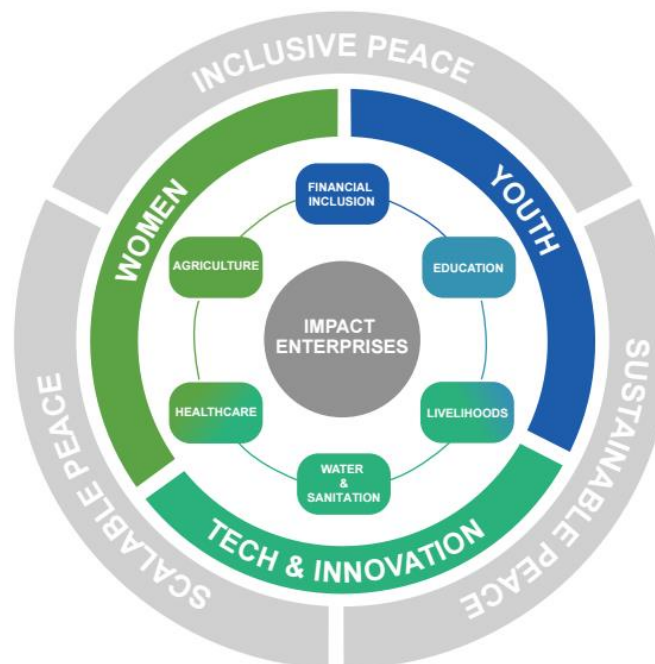 INCLUSIVE PEACE
WOMEN
YOUTH
FINANCIAL
INCLUSION
AGRICULTURE
EDUCATION
IMPACT
ENTERPRISES
HEALTHCARE
LIVELIHOODS
WATER
&
SANITATION
TECH & INNOVATION
SCALABLE PEACE
SUSTAINABLE PEACE